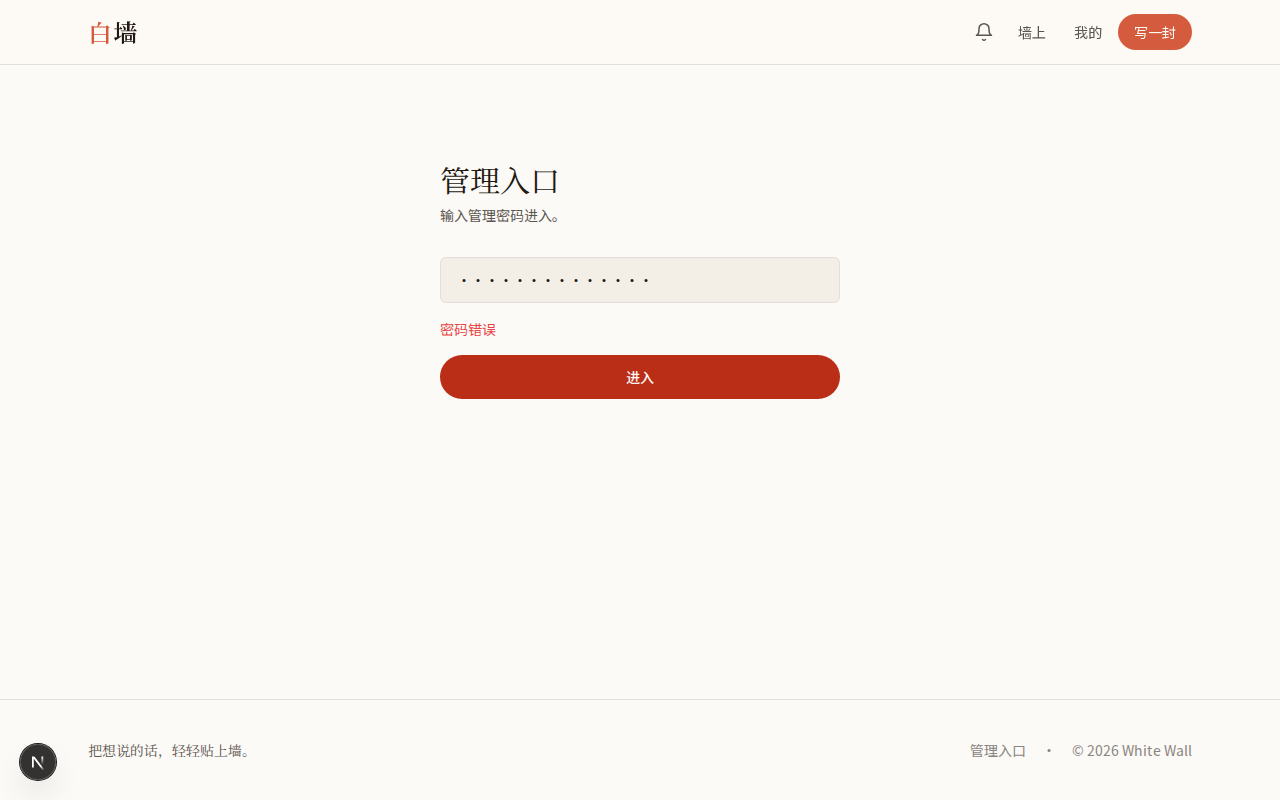 白墙
墙上
我的
写一封
管理入口
输入管理密码进入。
··············
密码错误
进入
把想说的话，轻轻贴上墙。
管理入口 · © 2026 White Wall
N